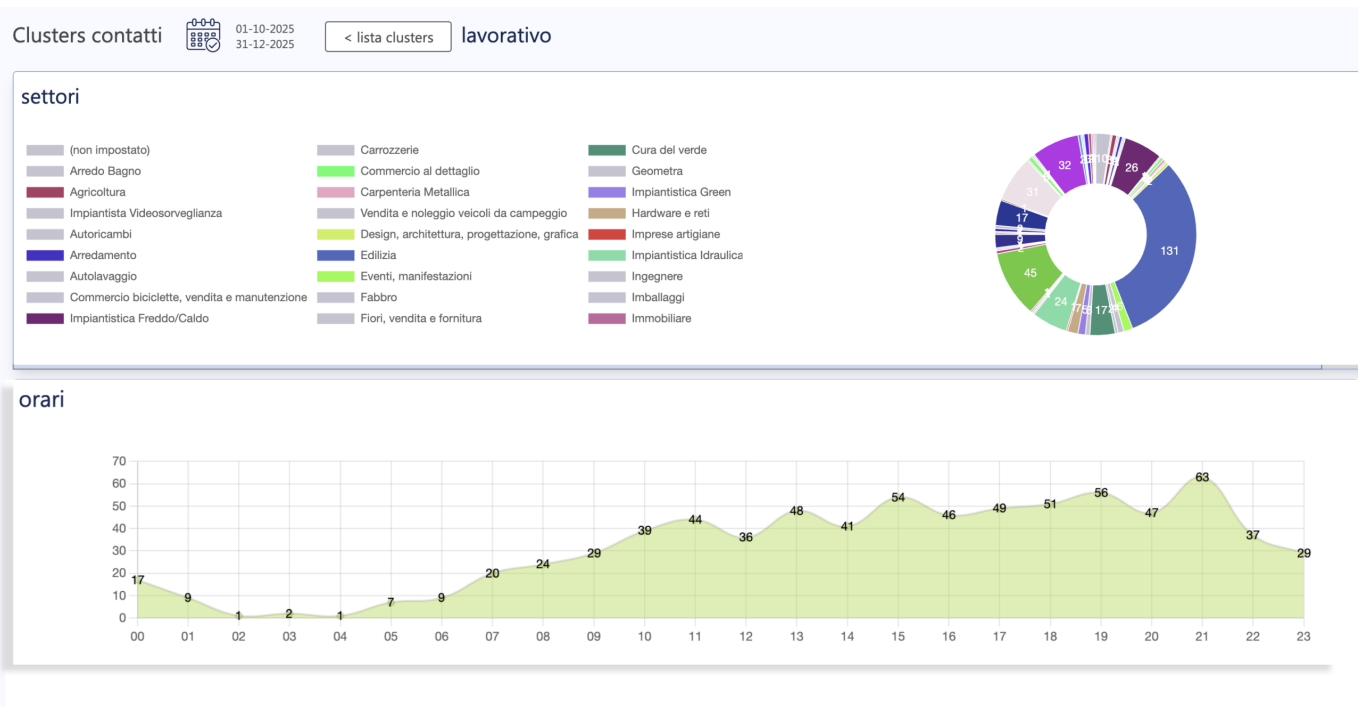 Clusters contatti
01-10-2025
31-12-2025
< lista clusters
lavorativo
settori
(non impostato)
Arredo Bagno
Agricoltura
Impiantista Videosorveglianza
Autoricambi
Arredamento
Autolavaggio
Commercio biciclette, vendita e manutenzione
Impiantistica Freddo/Caldo
Carrozzerie
Commercio al dettaglio
Carpenteria Metallica
Vendita e noleggio veicoli da campeggio
Design, architettura, progettazione, grafica
Edilizia
Eventi, manifestazioni
Fabbro
Fiori, vendita e fornitura
Cura del verde
Geometra
Impiantistica Green
Hardware e reti
Imprese artigiane
Impiantistica Idraulica
Ingegnere
Imballaggi
Immobiliare
32
10
26
31
17
9
131
45
24
7
17
orari
70
60
50
40
30
20
10
0
17 9 1 2 1 7 9 20 24 29 39 44 36 48 41 54 46 49 51 56 47 63 37 29
00 01 02 03 04 05 06 07 08 09 10 11 12 13 14 15 16 17 18 19 20 21 22 23